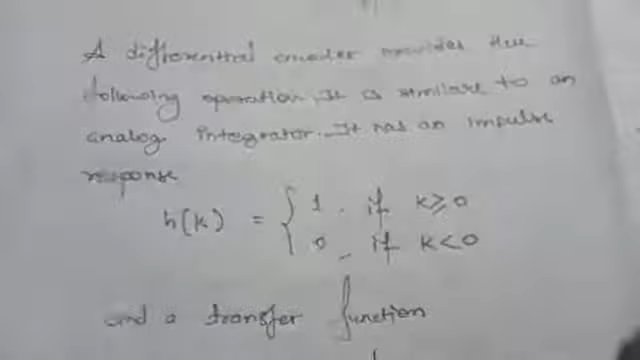 A differential encoder provides the
following operation, It is similar to an
analog integrator. It has an impulse
response
h(k) = { 1 . if k≥0
0 if k<0
and a transfer function